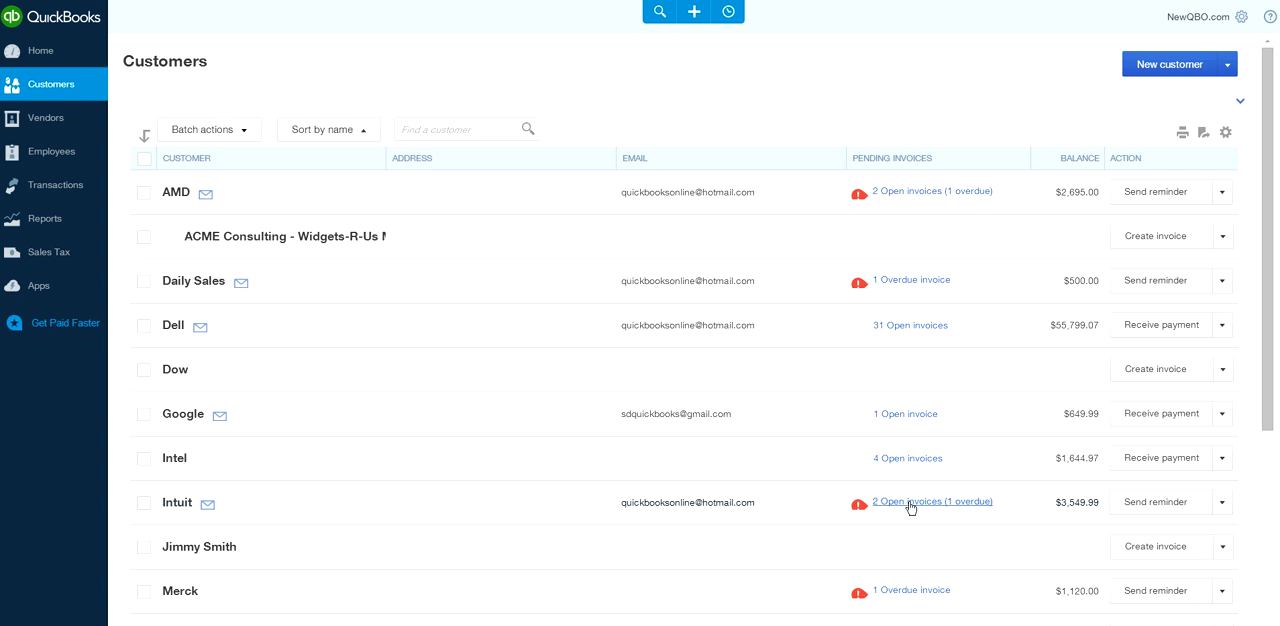 qb QuickBooks
NewQBO.com
Home
Customers
Vendors
Employees
Transactions
Reports
Sales Tax
Apps
Get Paid Faster
Customers
New customer
Batch actions
Sort by name
Find a customer
CUSTOMER ADDRESS EMAIL PENDING INVOICES BALANCE ACTION
AMD quickbooksonline@hotmail.com 2 Open invoices (1 overdue) $2,695.00 Send reminder
ACME Consulting - Widgets-R-Us Create invoice
Daily Sales quickbooksonline@hotmail.com 1 Overdue invoice $500.00 Send reminder
Dell quickbooksonline@hotmail.com 31 Open invoices $55,799.07 Receive payment
Dow Create invoice
Google sdquickbooks@gmail.com 1 Open invoice $649.99 Receive payment
Intel 4 Open invoices $1,644.97 Receive payment
Intuit quickbooksonline@hotmail.com 2 Open invoices (1 overdue) $3,549.99 Send reminder
Jimmy Smith Create invoice
Merck 1 Overdue invoice $1,120.00 Send reminder